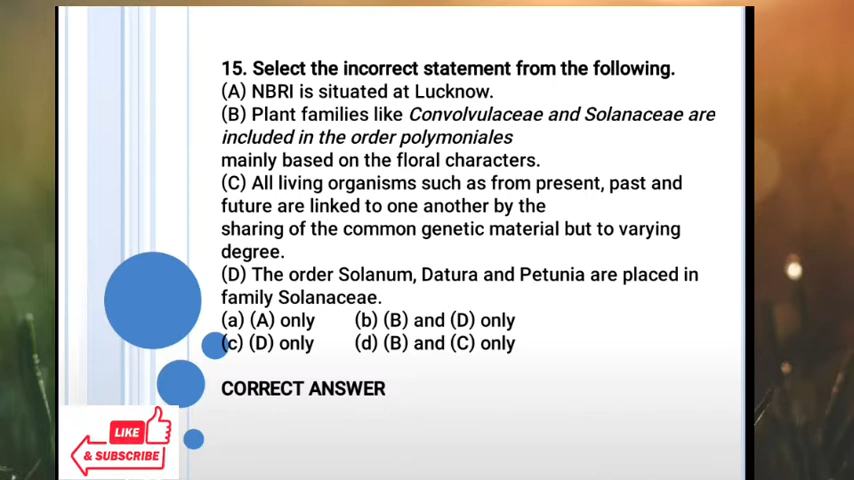 15. Select the incorrect statement from the following.
(A) NBRI is situated at Lucknow.
(B) Plant families like Convolvulaceae and Solanaceae are
included in the order polymoniales
mainly based on the floral characters.
(C) All living organisms such as from present, past and
future are linked to one another by the
sharing of the common genetic material but to varying
degree.
(D) The order Solanum, Datura and Petunia are placed in
family Solanaceae.
(a) (A) only (b) (B) and (D) only
(c) (D) only (d) (B) and (C) only
CORRECT ANSWER
LIKE
& SUBSCRIBE